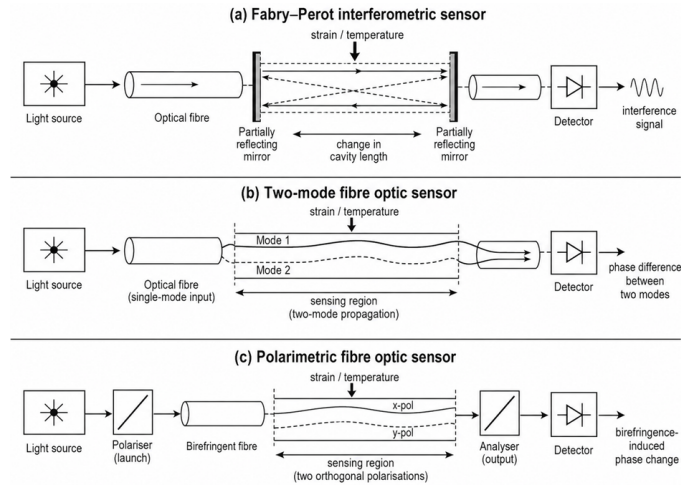 (a) Fabry–Perot interferometric sensor
strain / temperature
Light source
Optical fibre
Partially
reflecting
mirror
change in
cavity length
Partially
reflecting
mirror
Detector
interference
signal
(b) Two-mode fibre optic sensor
strain / temperature
Mode 1
Mode 2
Light source
Optical fibre
(single-mode input)
sensing region
(two-mode propagation)
Detector
phase difference
between
two modes
(c) Polarimetric fibre optic sensor
strain / temperature
x-pol
y-pol
Light source
Polariser
(launch)
Birefringent fibre
sensing region
(two orthogonal polarisations)
Analyser
(output)
Detector
birefringence-
induced
phase change